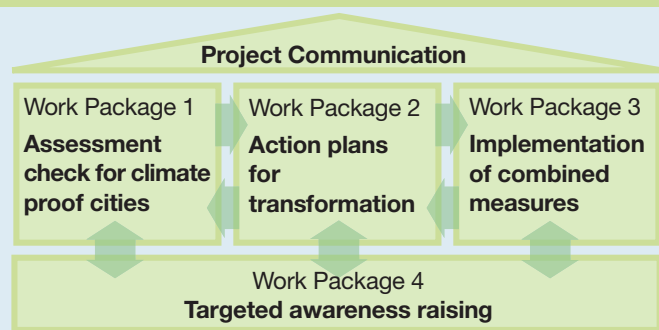 Project Communication
Work Package 1
Assessment
check for climate
proof cities
Work Package 2
Action plans
for
transformation
Work Package 3
Implementation
of combined
measures
Work Package 4
Targeted awareness raising